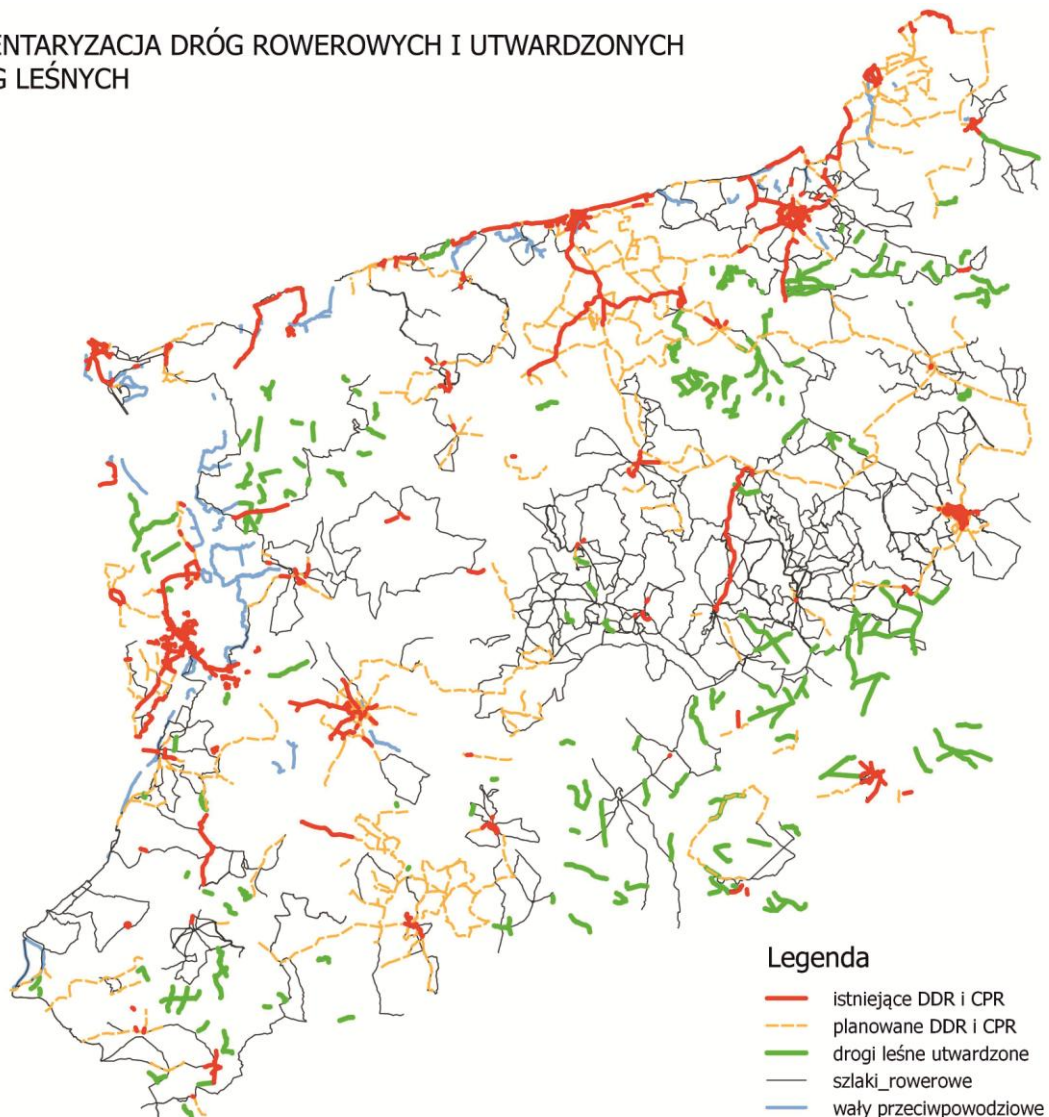 ENTARYZACJA DRÓG ROWEROWYCH I UTWARDZONYCH
G LEŚNYCH
Legenda
istniejące DDR i CPR
planowane DDR i CPR
drogi leśne utwardzone
szlaki_rowerowe
wały przeciwpowodziowe